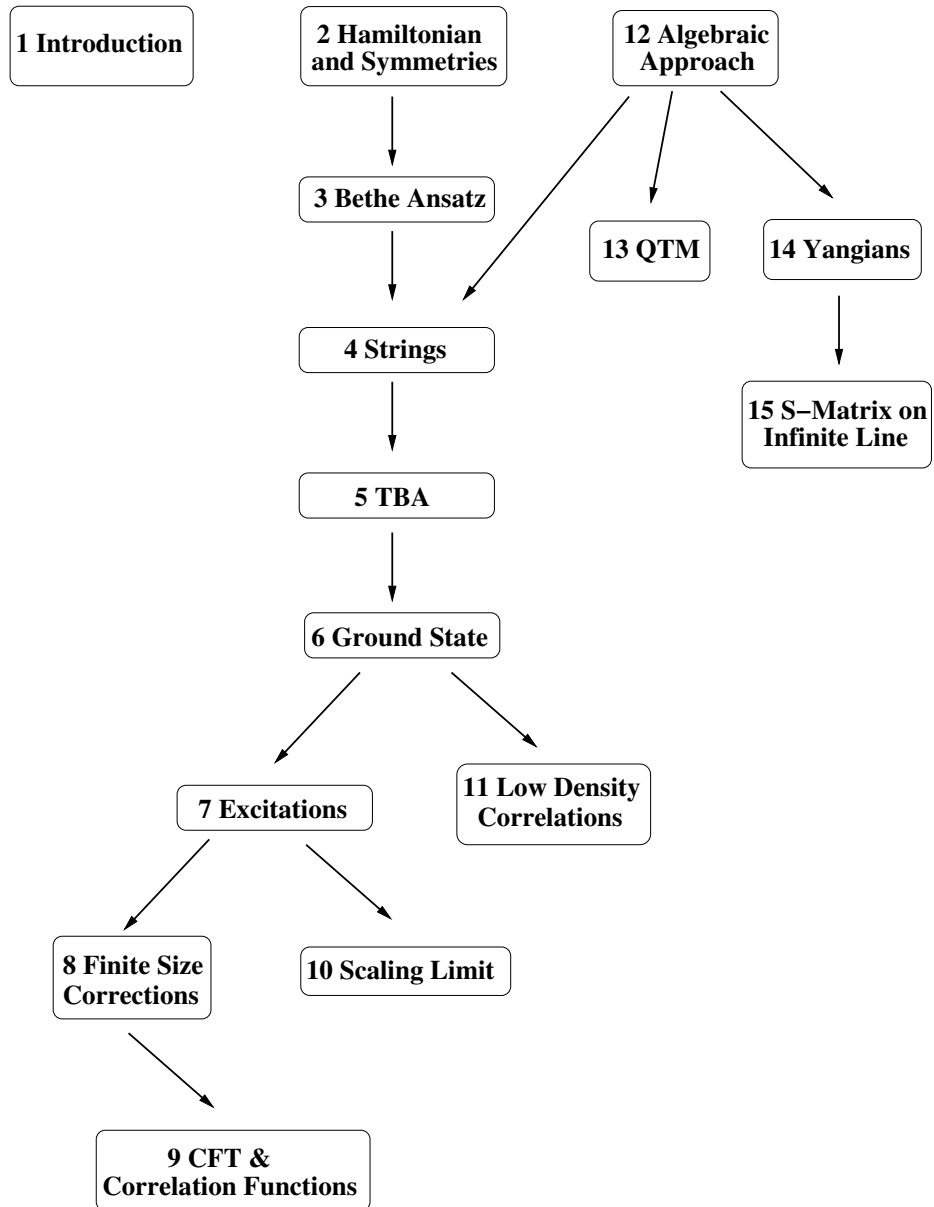 1 Introduction
2 Hamiltonian
and Symmetries
12 Algebraic
Approach
3 Bethe Ansatz
13 QTM
14 Yangians
4 Strings
15 S−Matrix on
Infinite Line
5 TBA
6 Ground State
7 Excitations
11 Low Density
Correlations
8 Finite Size
Corrections
10 Scaling Limit
9 CFT &
Correlation Functions